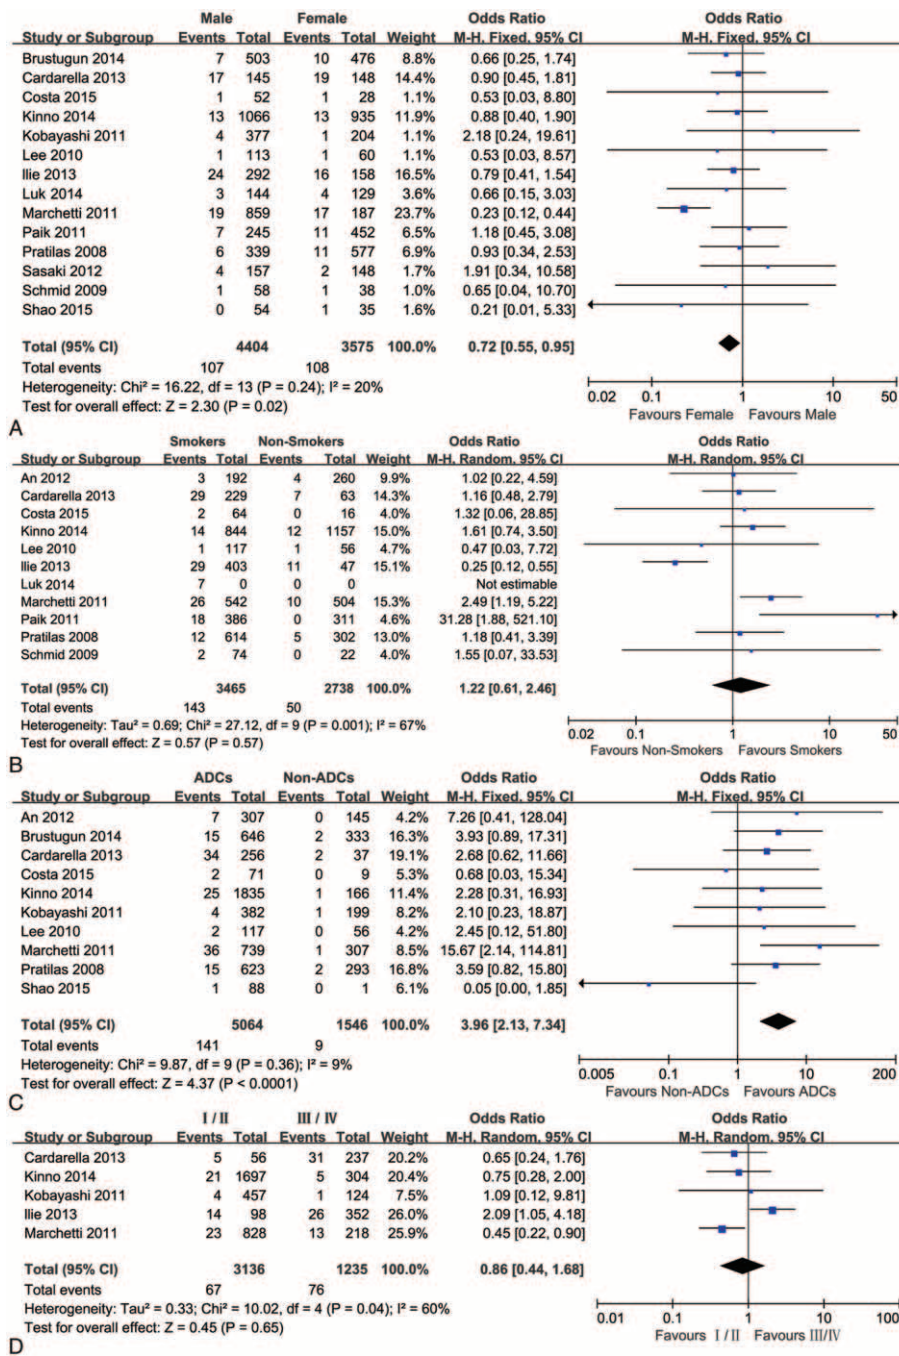 Male Female Odds Ratio Odds Ratio
Study or Subgroup Events Total Events Total Weight M-H. Fixed. 95% CI M-H. Fixed. 95% CI
Brustugun 2014 7 503 10 476 8.8% 0.66 [0.25, 1.74]
Cardarella 2013 17 145 19 148 14.4% 0.90 [0.45, 1.81]
Costa 2015 1 52 1 28 1.1% 0.53 [0.03, 8.80]
Kinno 2014 13 1066 13 935 11.9% 0.88 [0.40, 1.90]
Kobayashi 2011 4 377 1 204 1.1% 2.18 [0.24, 19.61]
Lee 2010 1 113 1 60 1.1% 0.53 [0.03, 8.57]
Ilie 2013 24 292 16 158 16.5% 0.79 [0.41, 1.54]
Luk 2014 3 144 4 129 3.6% 0.66 [0.15, 3.03]
Marchetti 2011 19 859 17 187 23.7% 0.23 [0.12, 0.44]
Paik 2011 7 245 11 452 6.5% 1.18 [0.45, 3.08]
Pratilas 2008 6 339 11 577 6.9% 0.93 [0.34, 2.53]
Sasaki 2012 4 157 2 148 1.7% 1.91 [0.34, 10.58]
Schmid 2009 1 58 1 38 1.0% 0.65 [0.04, 10.70]
Shao 2015 0 54 1 35 1.6% 0.21 [0.01, 5.33]
Total (95% CI) 4404 3575 100.0% 0.72 [0.55, 0.95]
Total events 107 108
Heterogeneity: Chi² = 16.22, df = 13 (P = 0.24); I² = 20%
Test for overall effect: Z = 2.30 (P = 0.02)
0.02 0.1 1 10 50
Favours Female Favours Male
A
Smokers Non-Smokers Odds Ratio Odds Ratio
Study or Subgroup Events Total Events Total Weight M-H. Random. 95% CI M-H. Random. 95% CI
An 2012 3 192 4 260 9.9% 1.02 [0.22, 4.59]
Cardarella 2013 29 229 7 63 14.3% 1.16 [0.48, 2.79]
Costa 2015 2 64 0 16 4.0% 1.32 [0.06, 28.85]
Kinno 2014 14 844 12 1157 15.0% 1.61 [0.74, 3.50]
Lee 2010 1 117 1 56 4.7% 0.47 [0.03, 7.72]
Ilie 2013 29 403 11 47 15.1% 0.25 [0.12, 0.55]
Luk 2014 7 0 0 0 Not estimable
Marchetti 2011 26 542 10 504 15.3% 2.49 [1.19, 5.22]
Paik 2011 18 386 0 311 4.6% 31.28 [1.88, 521.10]
Pratilas 2008 12 614 5 302 13.0% 1.18 [0.41, 3.39]
Schmid 2009 2 74 0 22 4.0% 1.55 [0.07, 33.53]
Total (95% CI) 3465 2738 100.0% 1.22 [0.61, 2.46]
Total events 143 50
Heterogeneity: Tau² = 0.69; Chi² = 27.12, df = 9 (P = 0.001); I² = 67%
Test for overall effect: Z = 0.57 (P = 0.57)
0.02 0.1 1 10 50
Favours Non-Smokers Favours Smokers
B
ADCs Non-ADCs Odds Ratio Odds Ratio
Study or Subgroup Events Total Events Total Weight M-H. Fixed. 95% CI M-H. Fixed. 95% CI
An 2012 7 307 0 145 4.2% 7.26 [0.41, 128.04]
Brustugun 2014 15 646 2 333 16.3% 3.93 [0.89, 17.31]
Cardarella 2013 34 256 2 37 19.1% 2.68 [0.62, 11.66]
Costa 2015 2 71 0 9 5.3% 0.68 [0.03, 15.34]
Kinno 2014 25 1835 1 166 11.4% 2.28 [0.31, 16.93]
Kobayashi 2011 4 382 1 199 8.2% 2.10 [0.23, 18.87]
Lee 2010 2 117 0 56 4.2% 2.45 [0.12, 51.80]
Marchetti 2011 36 739 1 307 8.5% 15.67 [2.14, 114.81]
Pratilas 2008 15 623 2 293 16.8% 3.59 [0.82, 15.80]
Shao 2015 1 88 0 1 6.1% 0.05 [0.00, 1.85]
Total (95% CI) 5064 1546 100.0% 3.96 [2.13, 7.34]
Total events 141 9
Heterogeneity: Chi² = 9.87, df = 9 (P = 0.36); I² = 9%
Test for overall effect: Z = 4.37 (P < 0.0001)
0.005 0.1 1 10 200
Favours Non-ADCs Favours ADCs
C
I / II III / IV Odds Ratio Odds Ratio
Study or Subgroup Events Total Events Total Weight M-H. Random. 95% CI M-H. Random. 95% CI
Cardarella 2013 5 56 31 237 20.2% 0.65 [0.24, 1.76]
Kinno 2014 21 1697 5 304 20.4% 0.75 [0.28, 2.00]
Kobayashi 2011 4 457 1 124 7.5% 1.09 [0.12, 9.81]
Ilie 2013 14 98 26 352 26.0% 2.09 [1.05, 4.18]
Marchetti 2011 23 828 13 218 25.9% 0.45 [0.22, 0.90]
Total (95% CI) 3136 1235 100.0% 0.86 [0.44, 1.68]
Total events 67 76
Heterogeneity: Tau² = 0.33; Chi² = 10.02, df = 4 (P = 0.04); I² = 60%
Test for overall effect: Z = 0.45 (P = 0.65)
0.01 0.1 1 10 100
Favours I / II Favours III/IV
D